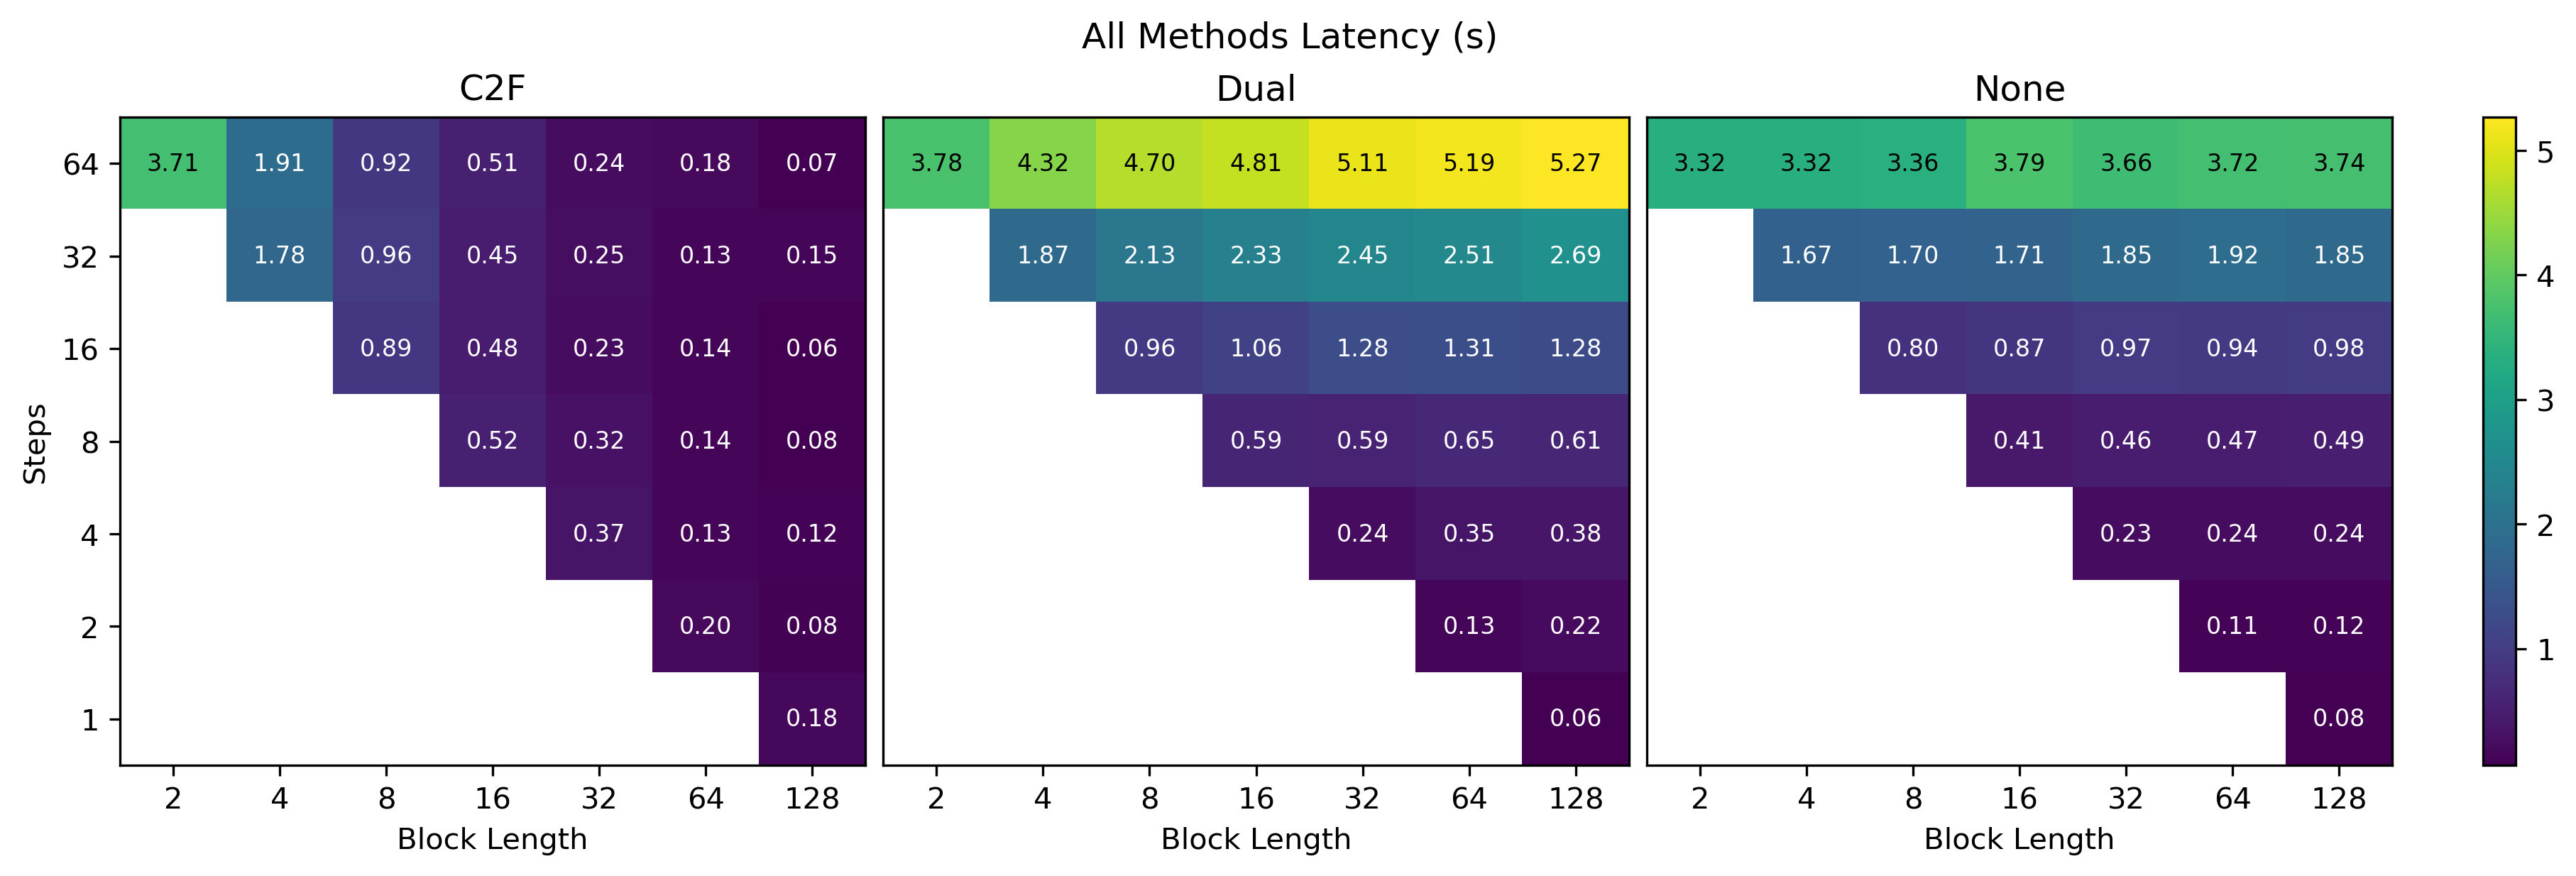 All Methods Latency (s)
C2F
Dual
None
Steps
64
3.71 1.91 0.92 0.51 0.24 0.18 0.07
3.78 4.32 4.70 4.81 5.11 5.19 5.27
3.32 3.32 3.36 3.79 3.66 3.72 3.74
32
1.78 0.96 0.45 0.25 0.13 0.15
1.87 2.13 2.33 2.45 2.51 2.69
1.67 1.70 1.71 1.85 1.92 1.85
16
0.89 0.48 0.23 0.14 0.06
0.96 1.06 1.28 1.31 1.28
0.80 0.87 0.97 0.94 0.98
8
0.52 0.32 0.14 0.08
0.59 0.59 0.65 0.61
0.41 0.46 0.47 0.49
4
0.37 0.13 0.12
0.24 0.35 0.38
0.23 0.24 0.24
2
0.20 0.08
0.13 0.22
0.11 0.12
1
0.18
0.06
0.08
2 4 8 16 32 64 128
2 4 8 16 32 64 128
2 4 8 16 32 64 128
Block Length
Block Length
Block Length
5
4
3
2
1